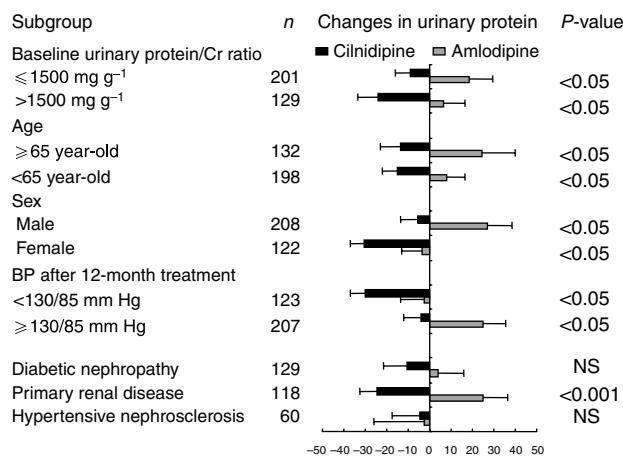 Subgroup n Changes in urinary protein P-value
Baseline urinary protein/Cr ratio Cilnidipine Amlodipine
⩽1500 mg g⁻¹ 201 <0.05
>1500 mg g⁻¹ 129 <0.05
Age
⩾65 year-old 132 <0.05
<65 year-old 198 <0.05
Sex
Male 208 <0.05
Female 122 <0.05
BP after 12-month treatment
<130/85 mm Hg 123 <0.05
⩾130/85 mm Hg 207 <0.05
Diabetic nephropathy 129 NS
Primary renal disease 118 <0.001
Hypertensive nephrosclerosis 60 NS
−50 −40 −30 −20 −10 0 10 20 30 40 50